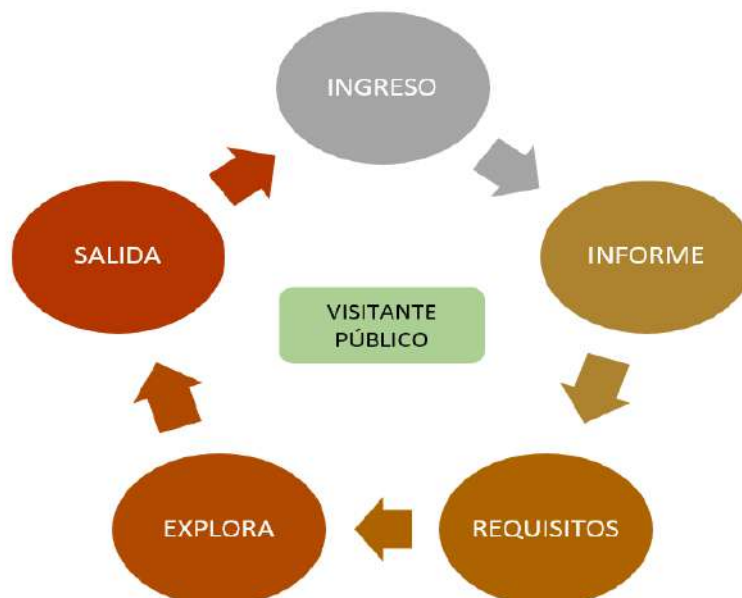 INGRESO
INFORME
REQUISITOS
EXPLORA
SALIDA
VISITANTE
PÚBLICO